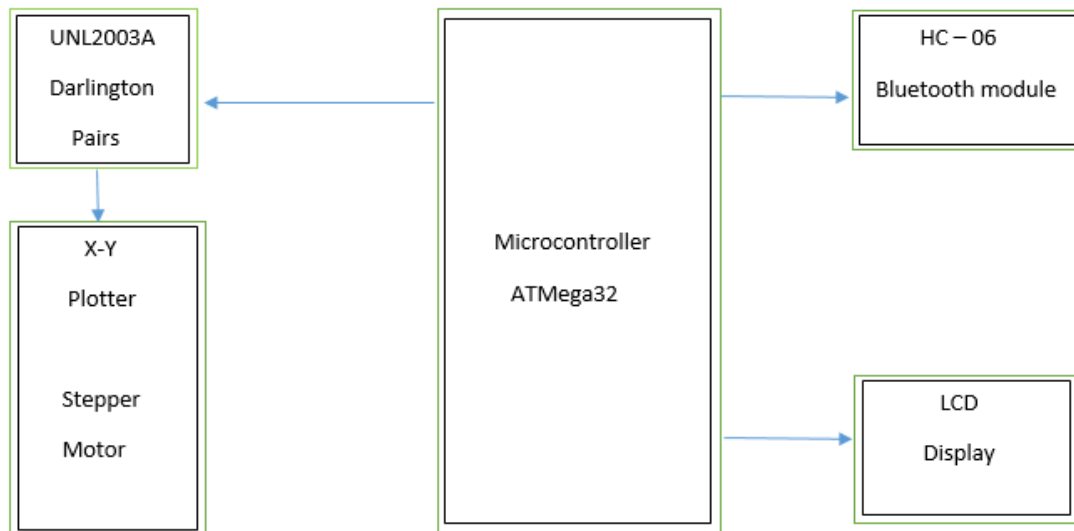 UNL2003A
Darlington
Pairs
X-Y
Plotter
Stepper
Motor
Microcontroller
ATMega32
HC – 06
Bluetooth module
LCD
Display